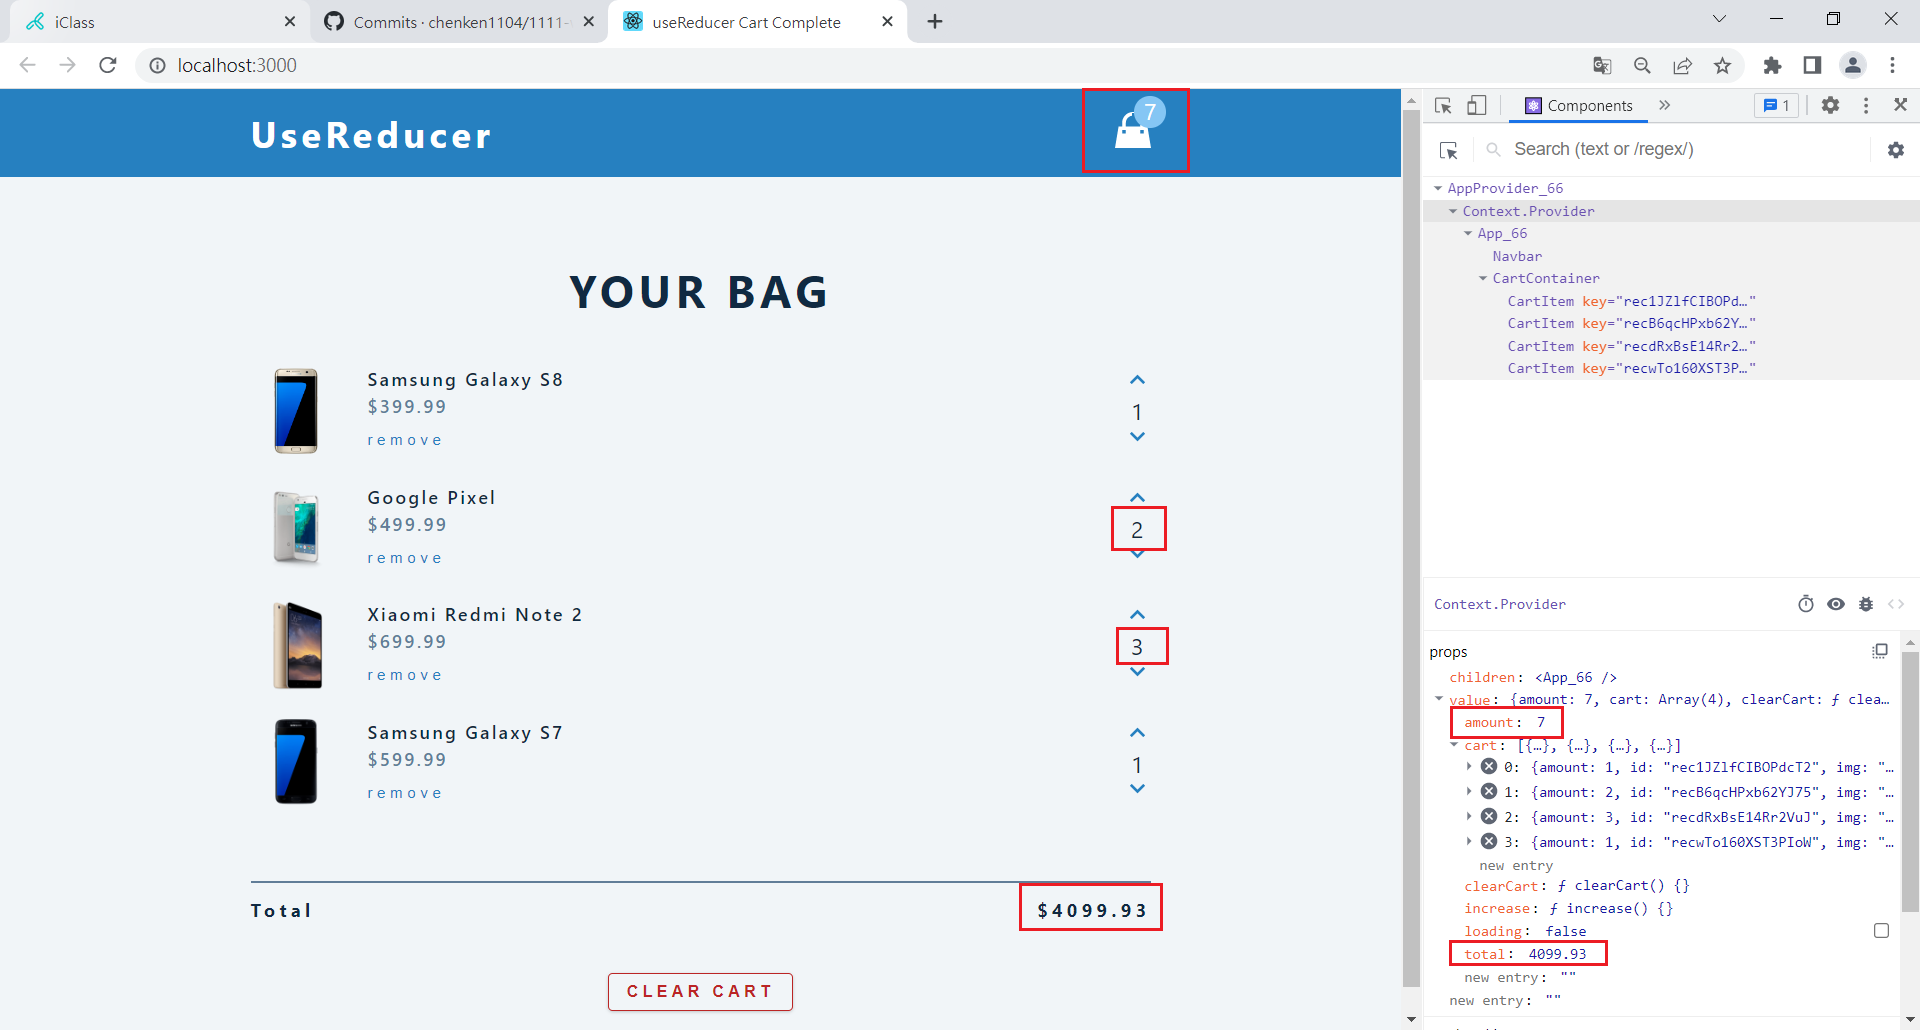 iClass
Commits · chenken1104/1111-
useReducer Cart Complete
localhost:3000
UseReducer
7
YOUR BAG
Samsung Galaxy S8
$399.99
remove
1
Google Pixel
$499.99
remove
2
Xiaomi Redmi Note 2
$699.99
remove
3
Samsung Galaxy S7
$599.99
remove
1
Total
$4099.93
CLEAR CART
Components
1
Search (text or /regex/)
AppProvider_66
Context.Provider
App_66
Navbar
CartContainer
CartItem key="rec1JZlfCIBOPd…"
CartItem key="recB6qcHPxb62Y…"
CartItem key="recdRxBsE14Rr2…"
CartItem key="recwTo160XST3P…"
Context.Provider
props
children: <App_66 />
value: {amount: 7, cart: Array(4), clearCart: ƒ clea…
amount: 7
cart: [{…}, {…}, {…}, {…}]
0: {amount: 1, id: "rec1JZlfCIBOPdcT2", img: "…
1: {amount: 2, id: "recB6qcHPxb62YJ75", img: "…
2: {amount: 3, id: "recdRxBsE14Rr2VuJ", img: "…
3: {amount: 1, id: "recwTo160XST3PIoW", img: "…
new entry
clearCart: ƒ clearCart() {}
increase: ƒ increase() {}
loading: false
total: 4099.93
new entry: ""
new entry: ""